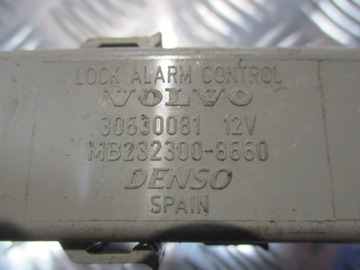 LOCK ALARM CONTROL
VOLVO
30630081 12V
MB232300-8660
DENSO
SPAIN